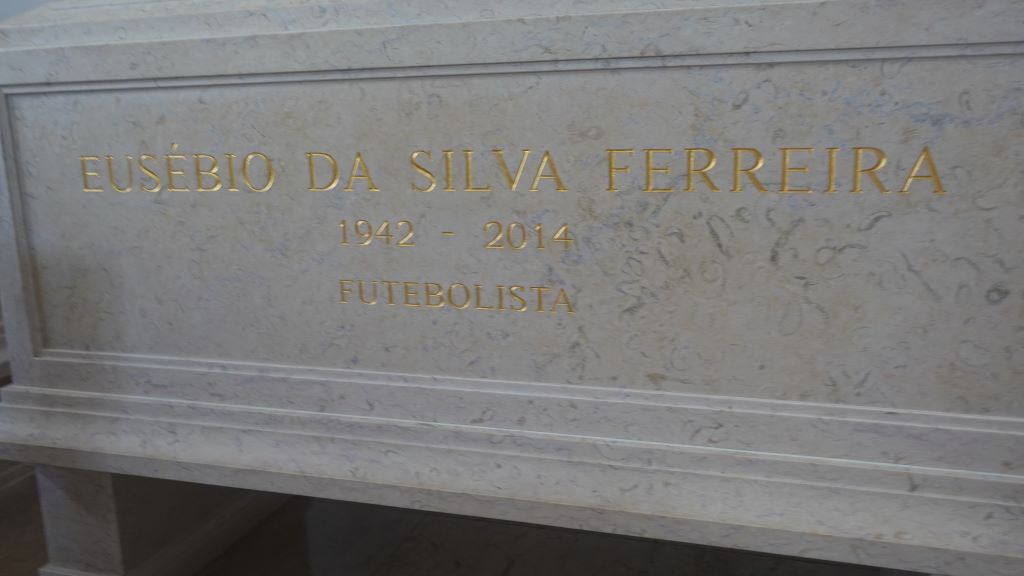 EUSÉBIO DA SILVA FERREIRA
1942 - 2014
FUTEBOLISTA